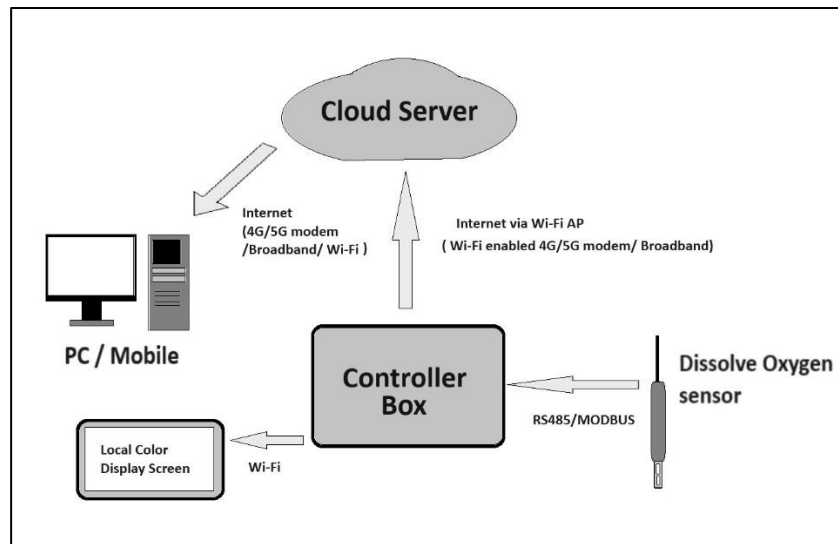 Cloud Server
Internet
(4G/5G modem
/Broadband/ Wi-Fi )
Internet via Wi-Fi AP
( Wi-Fi enabled 4G/5G modem/ Broadband)
PC / Mobile
Controller
Box
Dissolve Oxygen
sensor
RS485/MODBUS
Local Color
Display Screen
Wi-Fi